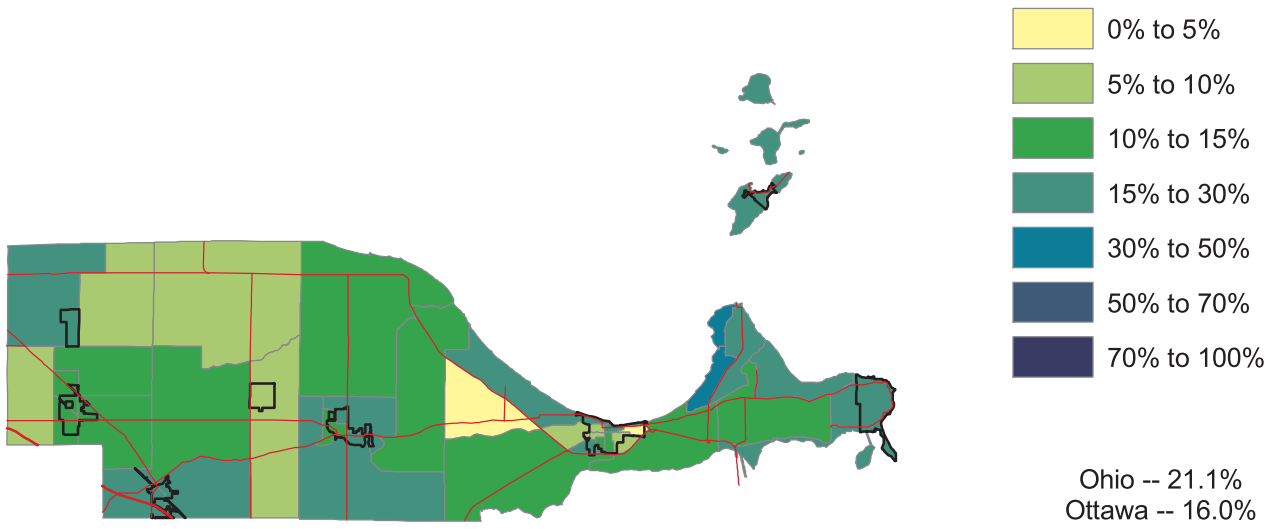 0% to 5%
5% to 10%
10% to 15%
15% to 30%
30% to 50%
50% to 70%
70% to 100%
Ohio -- 21.1%
Ottawa -- 16.0%